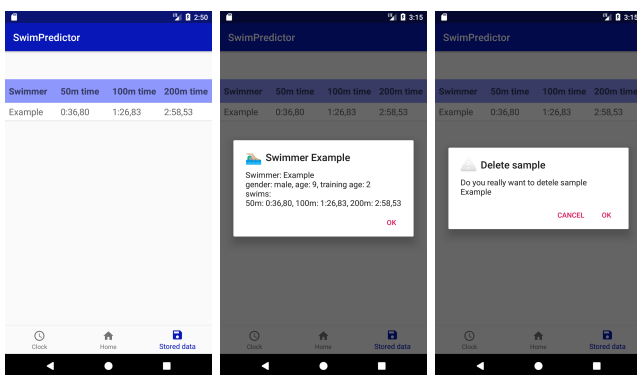 2:50
SwimPredictor
Swimmer 50m time 100m time 200m time
Example 0:36,80 1:26,83 2:58,53
Clock Home Stored data
3:15
SwimPredictor
Swimmer 50m time 100m time 200m time
Example 0:36,80 1:26,83 2:58,53
Swimmer Example
Swimmer: Example
gender: male, age: 9, training age: 2
swims:
50m: 0:36,80, 100m: 1:26,83, 200m: 2:58,53
OK
Clock Home Stored data
3:15
SwimPredictor
Swimmer 50m time 100m time 200m time
Example 0:36,80 1:26,83 2:58,53
Delete sample
Do you really want to detele sample
Example
CANCEL OK
Clock Home Stored data